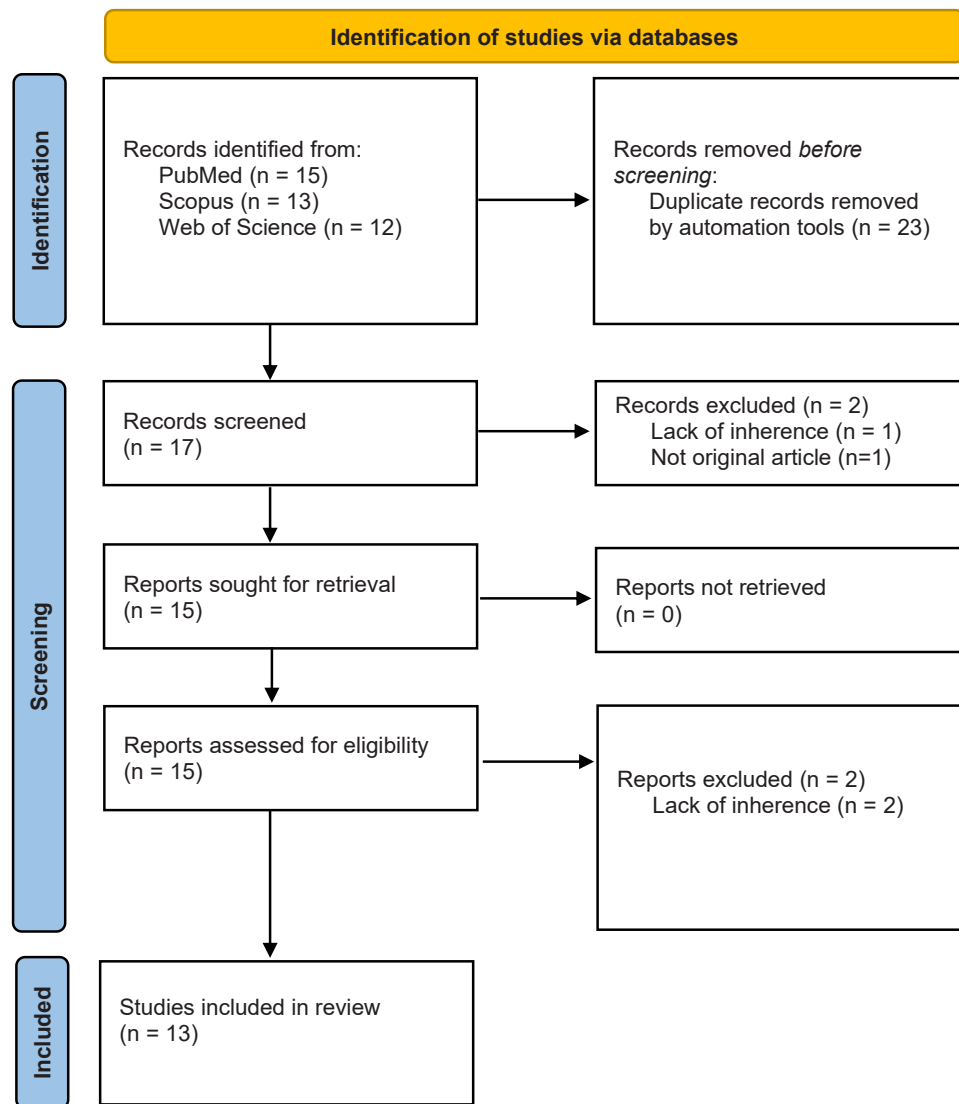 Identification of studies via databases
Identification
Records identified from:
PubMed (n = 15)
Scopus (n = 13)
Web of Science (n = 12)
Records removed before
screening:
Duplicate records removed
by automation tools (n = 23)
Screening
Records screened
(n = 17)
Records excluded (n = 2)
Lack of inherence (n = 1)
Not original article (n=1)
Reports sought for retrieval
(n = 15)
Reports not retrieved
(n = 0)
Reports assessed for eligibility
(n = 15)
Reports excluded (n = 2)
Lack of inherence (n = 2)
Included
Studies included in review
(n = 13)